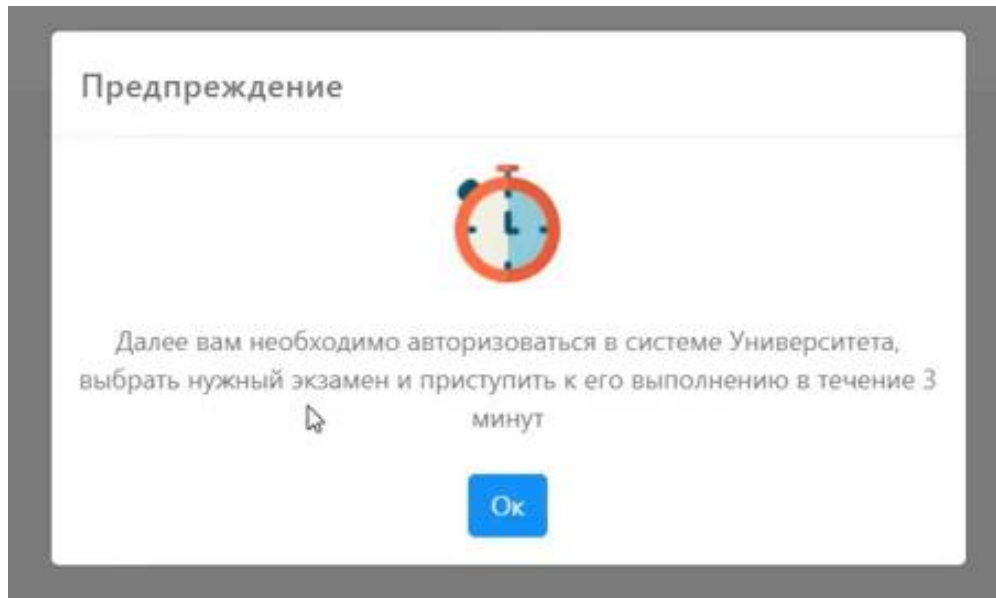 Предпреждение
Далее вам необходимо авторизоваться в системе Университета,
выбрать нужный экзамен и приступить к его выполнению в течение 3
минут
Ок